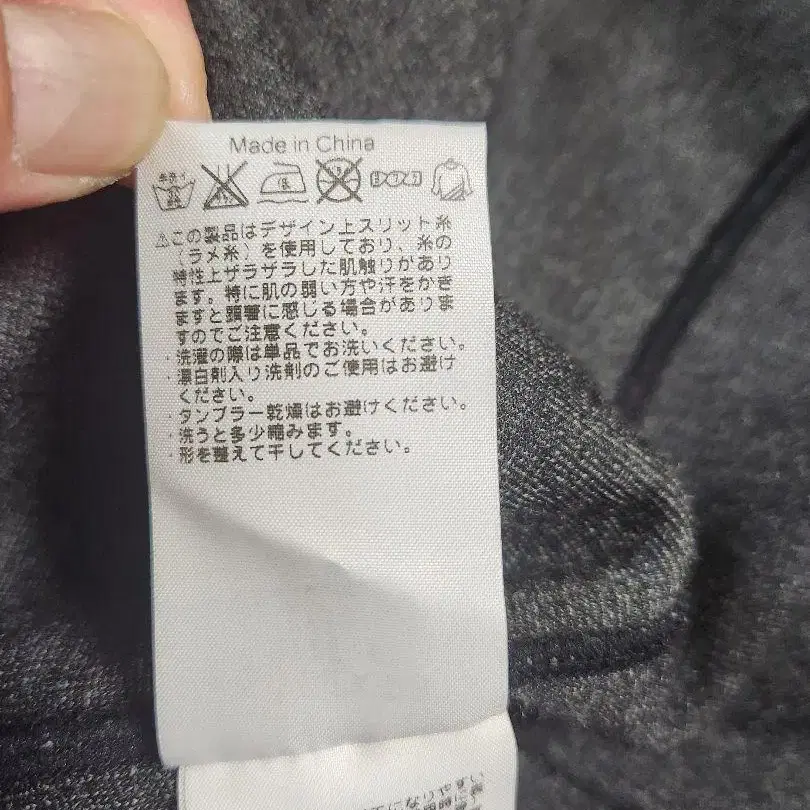 Made in China
手洗イ
低
⚠この製品はデザイン上スリット糸
(ラメ糸)を使用しており、糸の
特性上ザラザラした肌触りがあり
ます。特に肌の弱い方や汗をかき
ますと顕著に感じる場合がありま
すのでご注意ください。
・洗濯の際は単品でお洗いください。
・漂白剤入り洗剤のご使用はお避け
ください。
・タンブラー乾燥はお避けください。
・洗うと多少縮みます。
・形を整えて干してください。